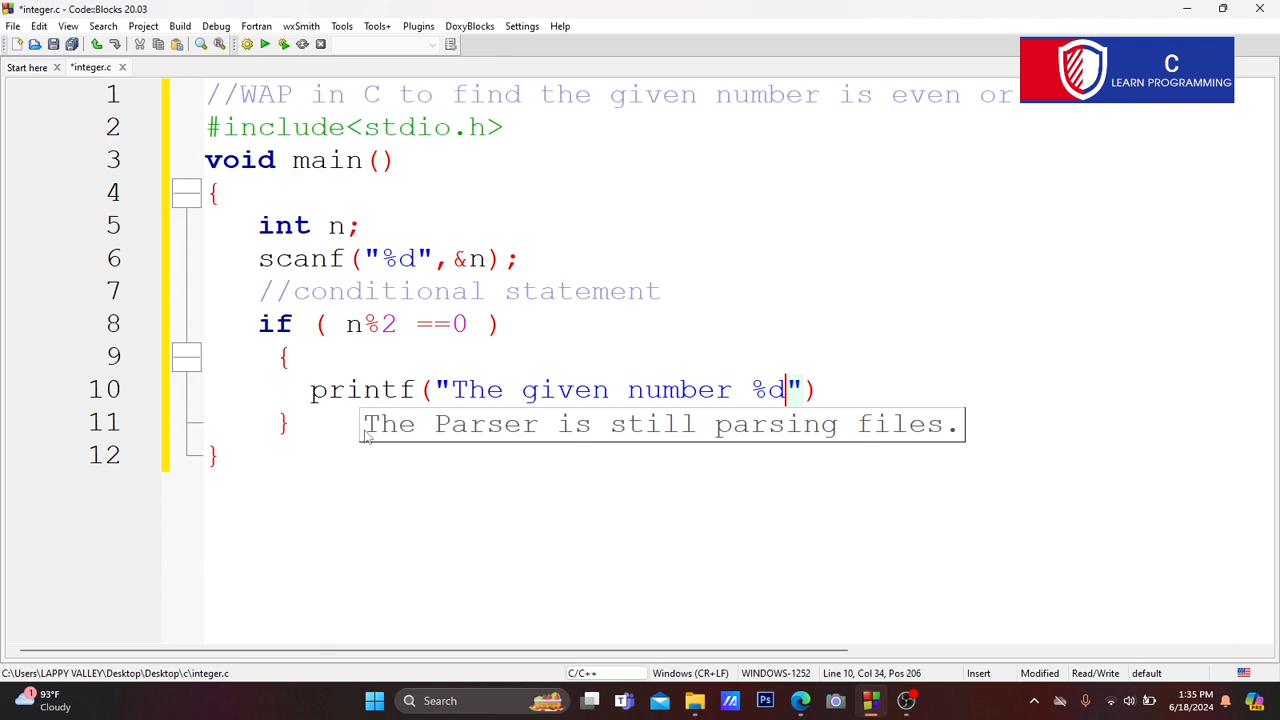 *integer.c - Code::Blocks 20.03
File Edit View Search Project Build Debug Fortran wxSmith Tools Tools+ Plugins DoxyBlocks Settings Help
Start here *integer.c
C
LEARN PROGRAMMING
1 //WAP in C to find the given number is even or
2 #include<stdio.h>
3 void main()
4 {
5 int n;
6 scanf("%d",&n);
7 //conditional statement
8 if ( n%2 ==0 )
9 {
10 printf("The given number %d")
11 }
The Parser is still parsing files.
12 }
C:\Users\LAPPY VALLEY\Desktop\Desktop\c\integer.c C/C++ Windows (CR+LF) WINDOWS-1252 Line 10, Col 34, Pos 206 Insert Modified Read/Write default
1 93°F
Cloudy
Search
1:35 PM
6/18/2024